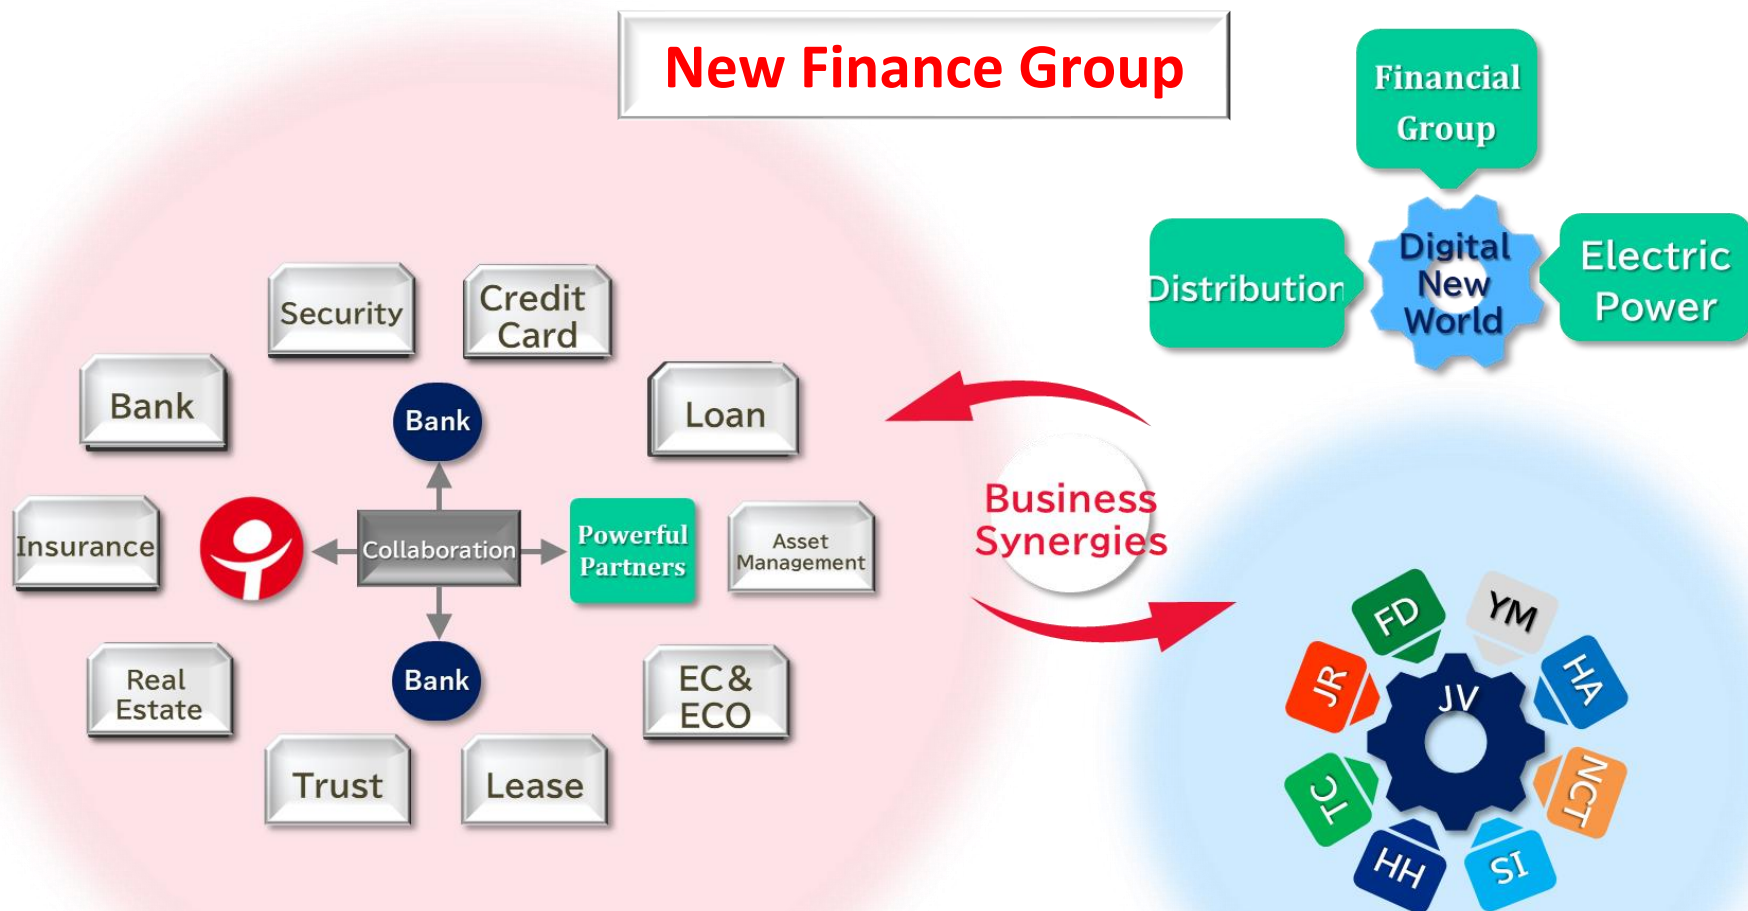 New Finance Group
Financial
Group
Distribution
Digital
New
World
Electric
Power
Security
Credit
Card
Bank
Bank
Loan
Insurance
Collaboration
Powerful
Partners
Asset
Management
Business
Synergies
Real
Estate
Bank
EC &
ECO
Trust
Lease
FD
YM
JR
HA
JV
TC
NCT
HH
SI